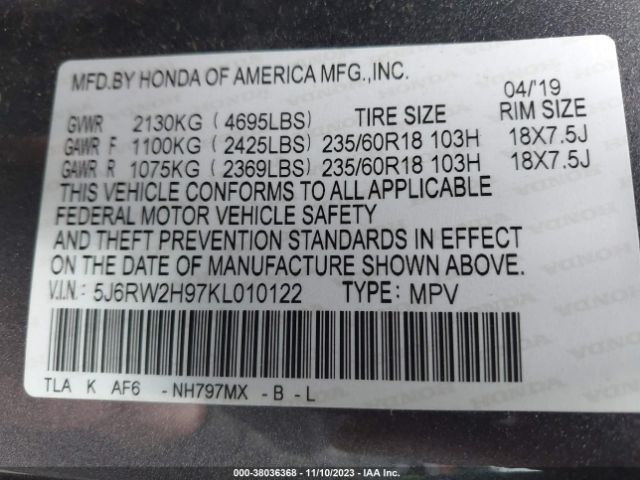 MFD.BY HONDA OF AMERICA MFG.,INC.
04/'19
GVWR 2130KG (4695LBS) TIRE SIZE RIM SIZE
GAWR F 1100KG (2425LBS) 235/60R18 103H 18X7.5J
GAWR R 1075KG (2369LBS) 235/60R18 103H 18X7.5J
THIS VEHICLE CONFORMS TO ALL APPLICABLE
FEDERAL MOTOR VEHICLE SAFETY
AND THEFT PREVENTION STANDARDS IN EFFECT
ON THE DATE OF MANUFACTURE SHOWN ABOVE.
V.I.N.: 5J6RW2H97KL010122 TYPE: MPV
TLA K AF6 -NH797MX -B -L
000-38036368 - 11/10/2023 - IAA Inc.